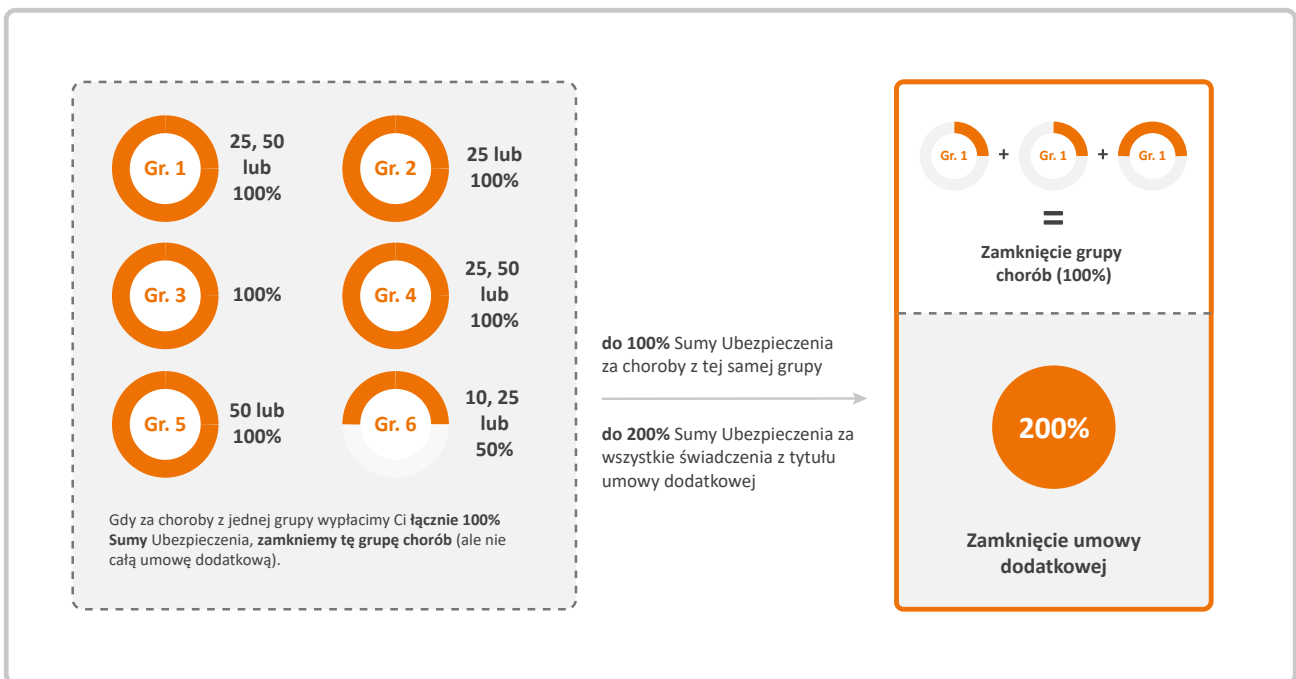 Gr. 1
25, 50
lub
100%
Gr. 2
25 lub
100%
Gr. 3
100%
Gr. 4
25, 50
lub
100%
Gr. 5
50 lub
100%
Gr. 6
10, 25
lub
50%
Gdy za choroby z jednej grupy wypłacimy Ci łącznie 100%
Sumy Ubezpieczenia, zamkniemy tę grupę chorób (ale nie
całą umowę dodatkową).
do 100% Sumy Ubezpieczenia
za choroby z tej samej grupy
do 200% Sumy Ubezpieczenia za
wszystkie świadczenia z tytułu
umowy dodatkowej
Gr. 1 + Gr. 1 + Gr. 1
=
Zamknięcie grupy
chorób (100%)
200%
Zamknięcie umowy
dodatkowej